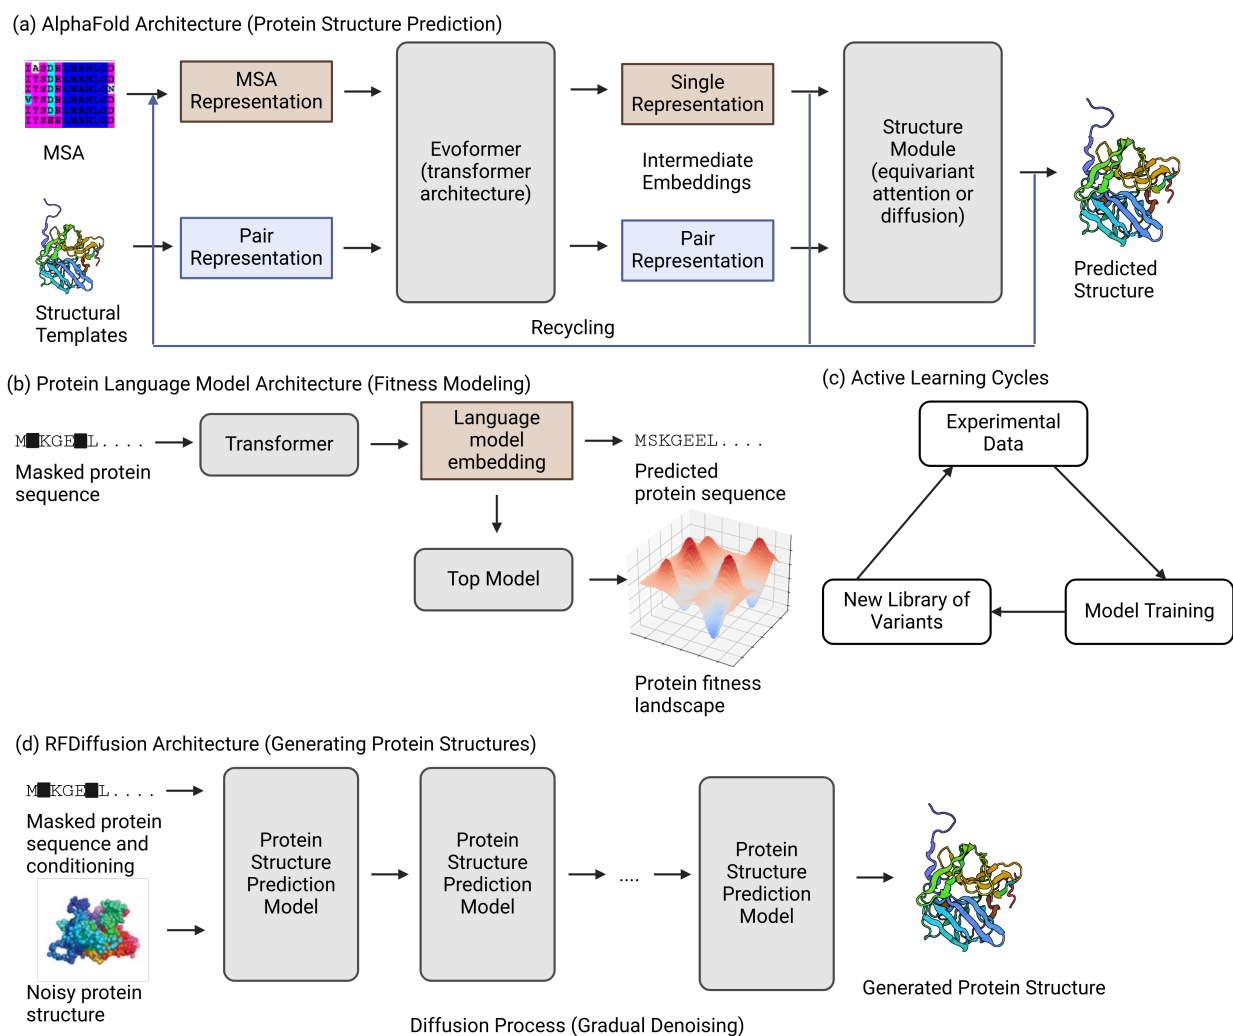 (a) AlphaFold Architecture (Protein Structure Prediction)
MSA
MSA
Representation
Evoformer
(transformer
architecture)
Single
Representation
Intermediate
Embeddings
Structure
Module
(equivariant
attention or
diffusion)
Structural
Templates
Pair
Representation
Pair
Representation
Predicted
Structure
Recycling
(b) Protein Language Model Architecture (Fitness Modeling)
M KGE L....
Masked protein
sequence
Transformer
Language
model
embedding
MSKGEEL....
Predicted
protein sequence
Top Model
Protein fitness
landscape
(c) Active Learning Cycles
Experimental
Data
New Library of
Variants
Model Training
(d) RFDiffusion Architecture (Generating Protein Structures)
M KGE L....
Masked protein
sequence and
conditioning
Noisy protein
structure
Protein
Structure
Prediction
Model
Protein
Structure
Prediction
Model
....
Protein
Structure
Prediction
Model
Generated Protein Structure
Diffusion Process (Gradual Denoising)